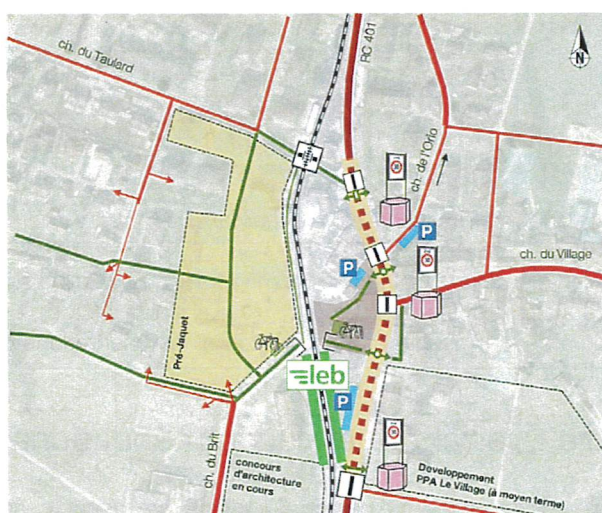 ch. du Taulard
RC 401
N
ch. de l'Orio
P
ch. du Village
P
Pré-Jaquet
leb
P
ch. du Brit
concours
d'architecture
en cours
Developpement
PPA Le Village (à moyen terme)